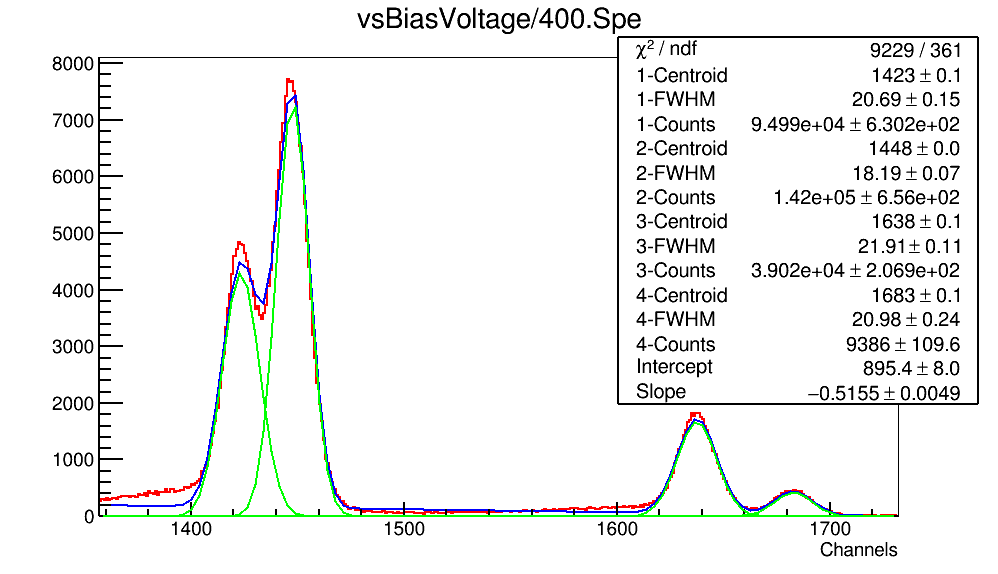 vsBiasVoltage/400.Spe
χ² / ndf 9229 / 361
1-Centroid 1423 ± 0.1
1-FWHM 20.69 ± 0.15
1-Counts 9.499e+04 ± 6.302e+02
2-Centroid 1448 ± 0.0
2-FWHM 18.19 ± 0.07
2-Counts 1.42e+05 ± 6.56e+02
3-Centroid 1638 ± 0.1
3-FWHM 21.91 ± 0.11
3-Counts 3.902e+04 ± 2.069e+02
4-Centroid 1683 ± 0.1
4-FWHM 20.98 ± 0.24
4-Counts 9386 ± 109.6
Intercept 895.4 ± 8.0
Slope −0.5155 ± 0.0049
8000
7000
6000
5000
4000
3000
2000
1000
0
1400 1500 1600 1700
Channels